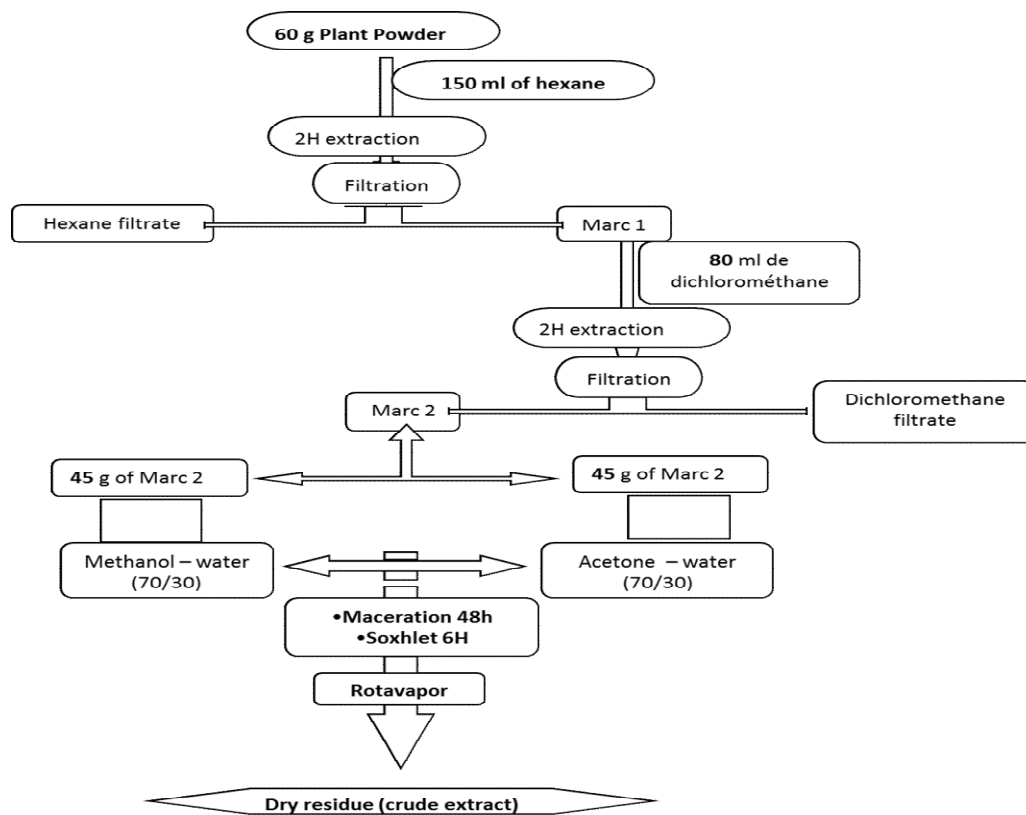 60 g Plant Powder
150 ml of hexane
2H extraction
Filtration
Hexane filtrate
Marc 1
80 ml de
dichlorométhane
2H extraction
Filtration
Marc 2
Dichloromethane
filtrate
45 g of Marc 2
45 g of Marc 2
Methanol – water
(70/30)
Acetone – water
(70/30)
•Maceration 48h
•Soxhlet 6H
Rotavapor
Dry residue (crude extract)